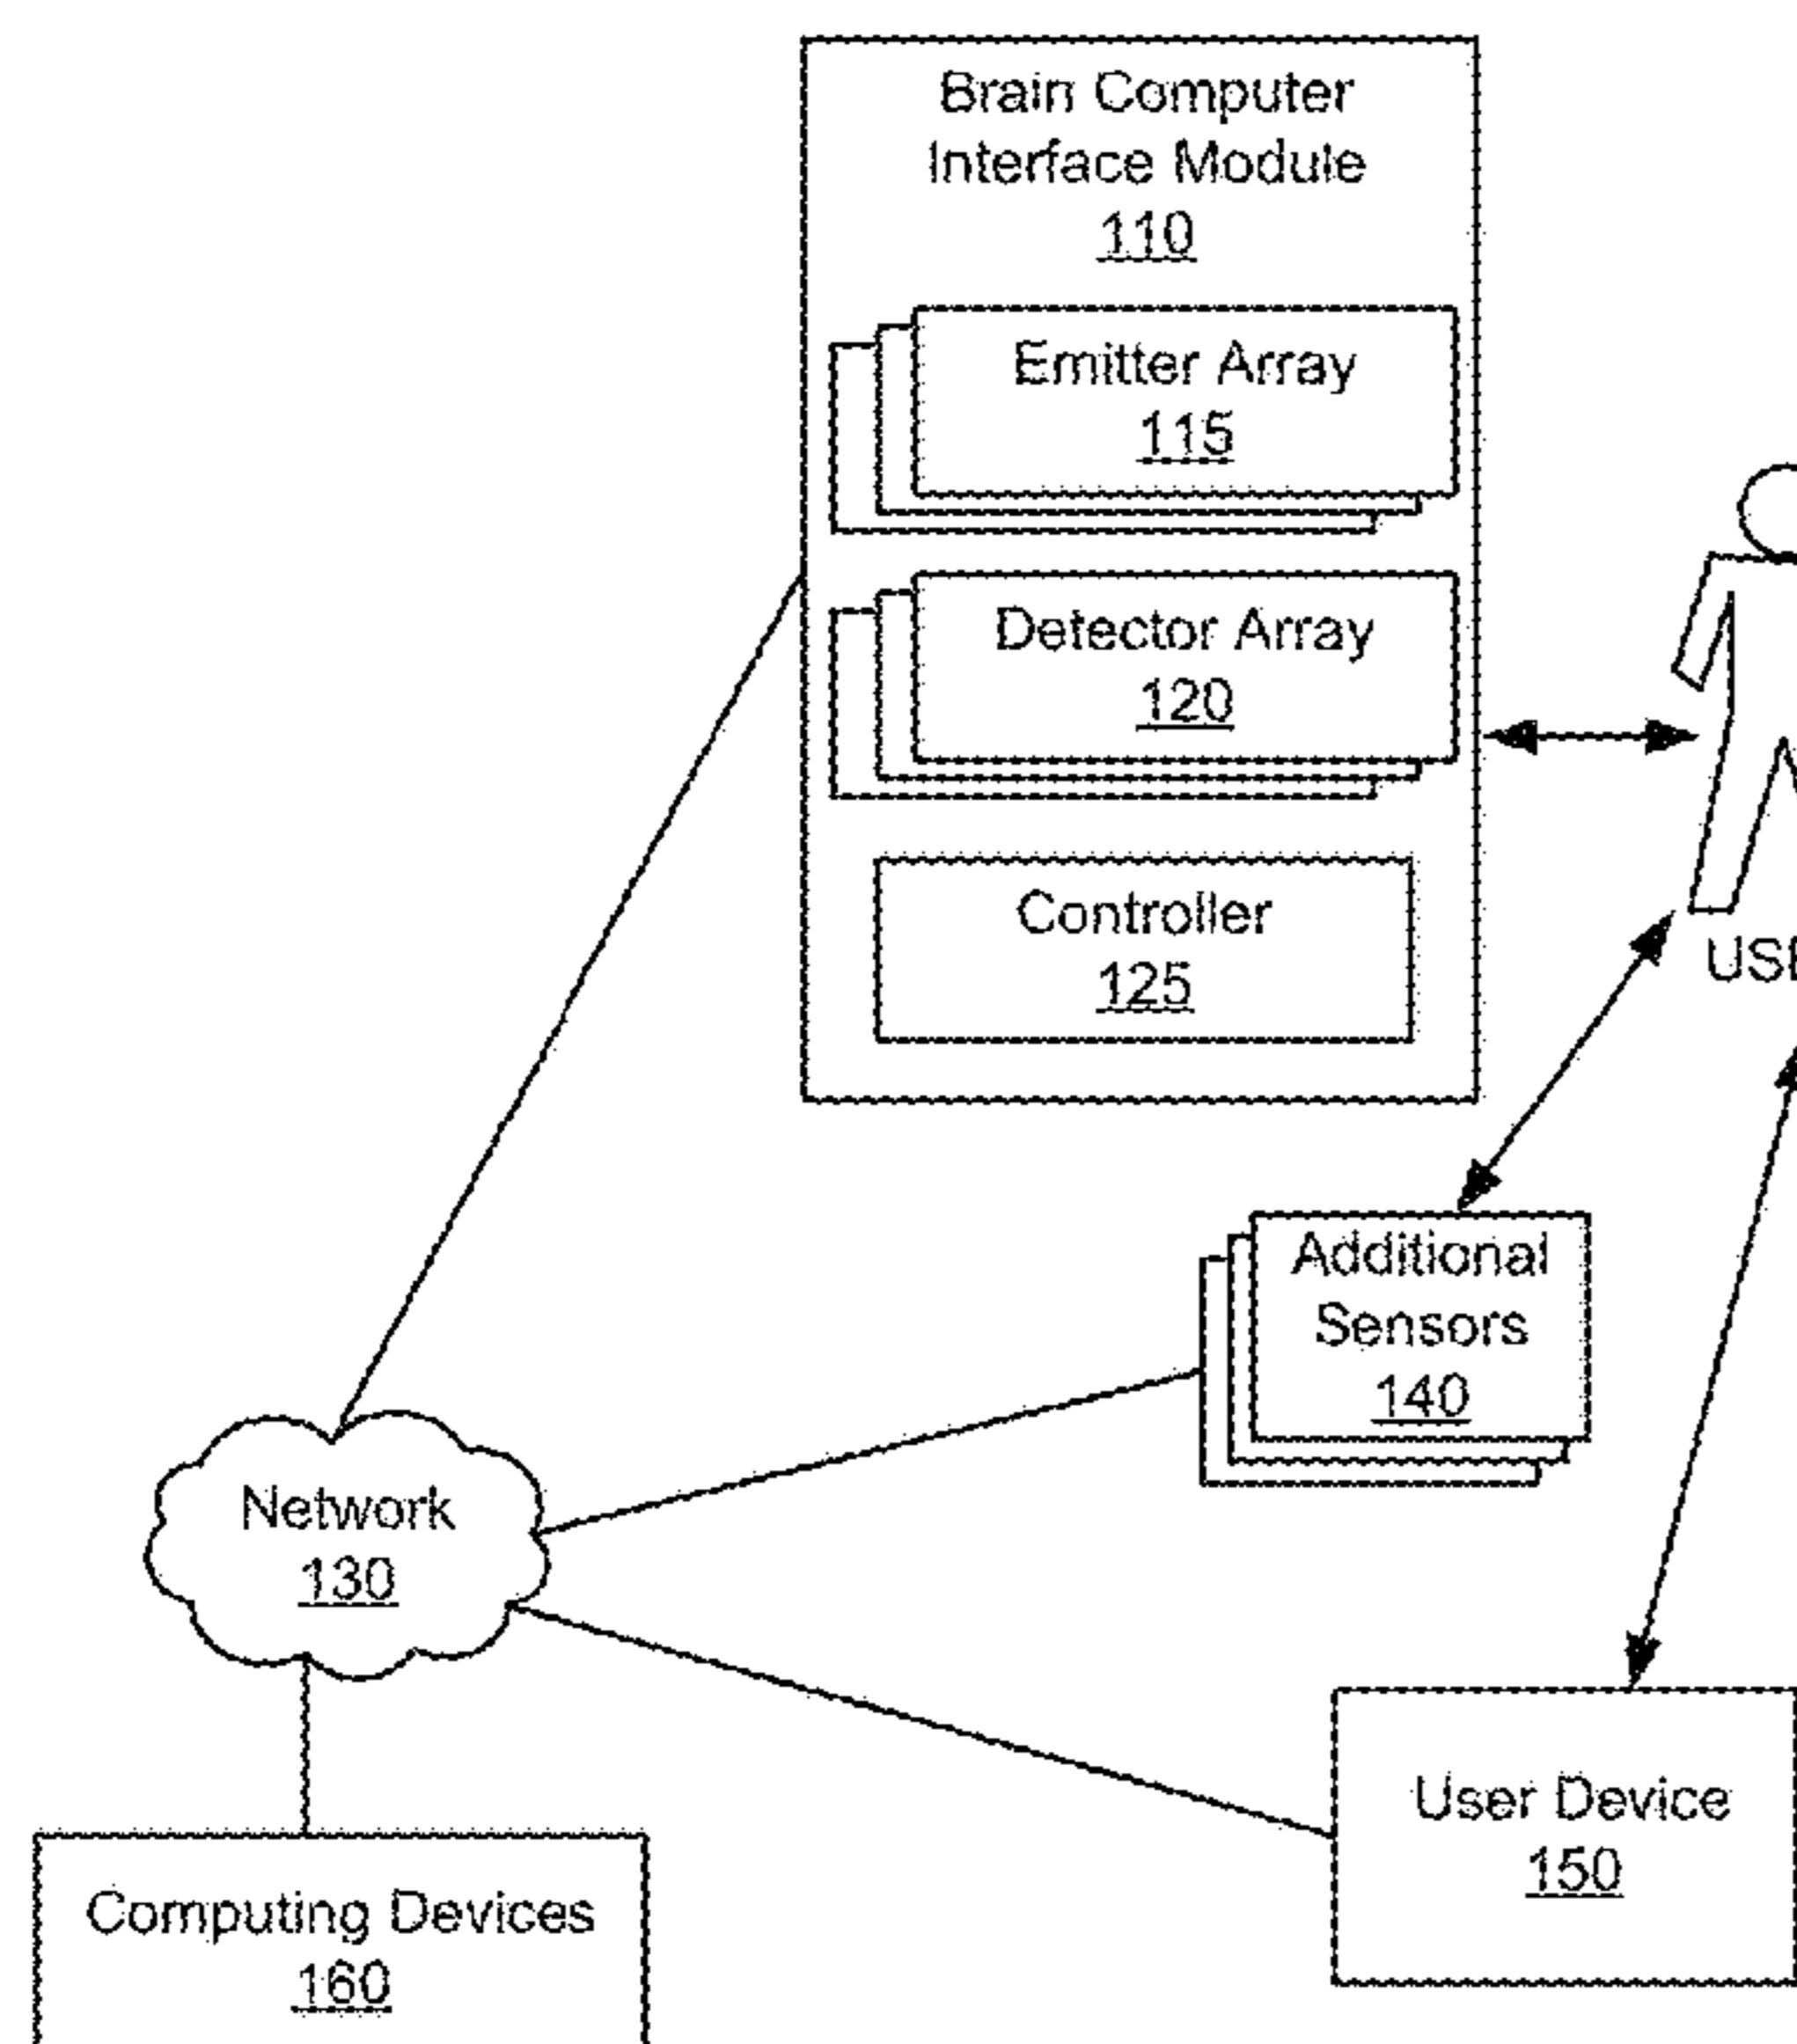 Brain Computer
Interface Module
110
Emitter Array
115
Detector Array
120
Controller
125
Additional
Sensors
140
Network
130
User Device
150
Computing Devices
160